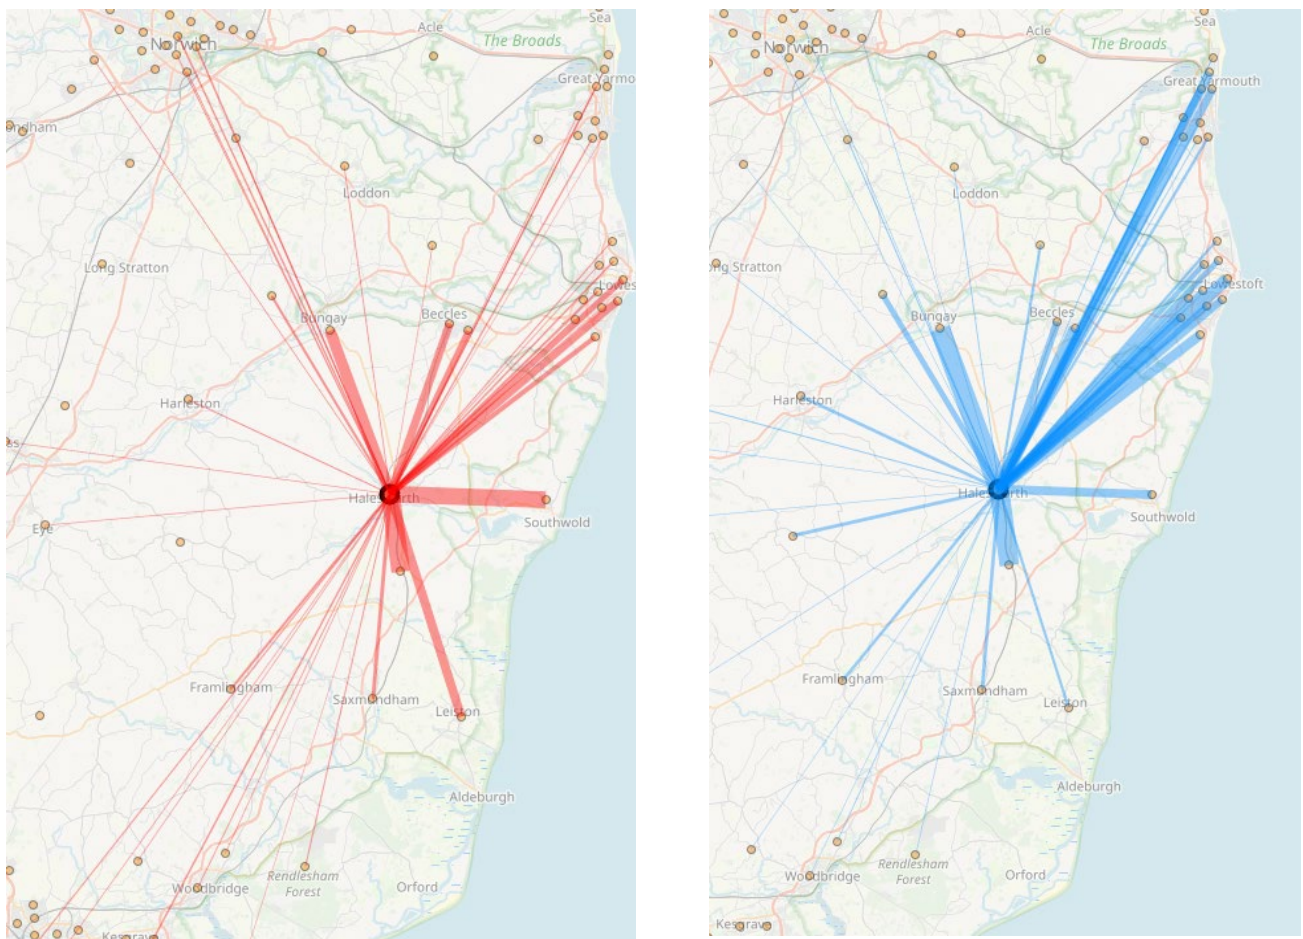 Sea
Acle
The Broads
Norwich
Great Yarmo
ndham
Loddon
Long Stratton
Lowes
Bungay
Beccles
Harleston
Halesworth
Southwold
Eye
Framlingham
Saxmundham
Leiston
Aldeburgh
Rendlesham
Forest
Woodbridge
Orford
Sea
Acle
The Broads
Norwich
Great Yarmouth
Loddon
ng Stratton
Lowestoft
Bungay
Beccles
Harleston
Halesworth
Southwold
Framlingham
Saxmundham
Leiston
Aldeburgh
Rendlesham
Forest
Woodbridge
Orford
Kesgrave